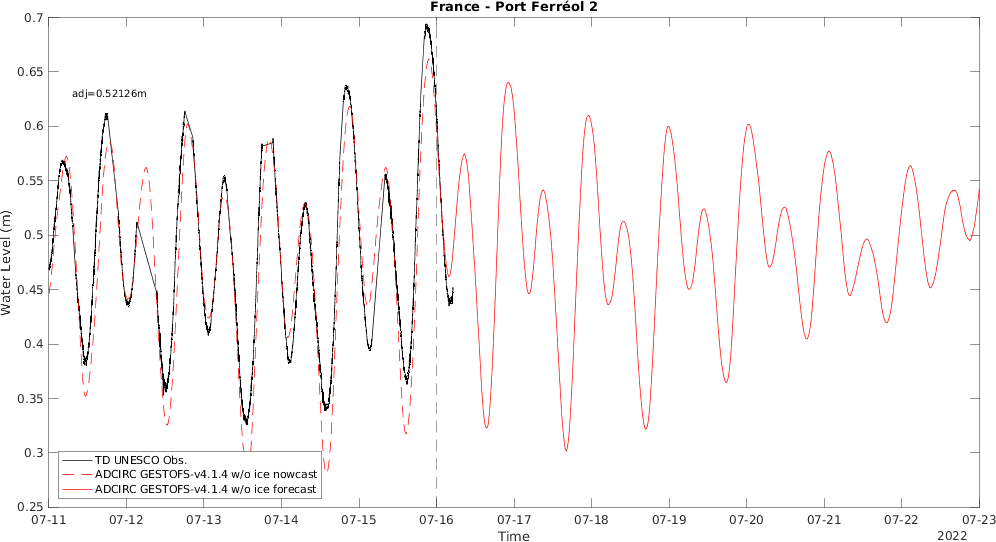 France - Port Ferréol 2
0.7
0.65
0.6
0.55
0.5
0.45
0.4
0.35
0.3
0.25
Water Level (m)
adj=0.52126m
TD UNESCO Obs.
ADCIRC GESTOFS-v4.1.4 w/o ice nowcast
ADCIRC GESTOFS-v4.1.4 w/o ice forecast
07-11 07-12 07-13 07-14 07-15 07-16 07-17 07-18 07-19 07-20 07-21 07-22 07-23
Time
2022